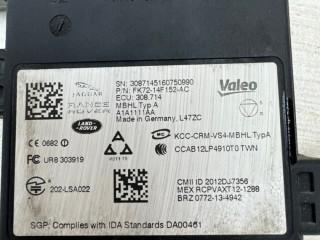 SN: 3087145160750990
P/N: FK72-14F152-AC
ECU: 308.714
MBHL Typ A
A1A1111AA
Made in Germany, L47ZC
Valeo
JAGUAR
RANGE ROVER
LAND ROVER
KCC-CRM-VS4-MBHL TypA
CCAB12LP4910T0 TWN
CE 0682
UR8 303919
202-LSA022
CMII ID 2012DJ7356
MEX RCPVAXT12-1288
BRZ 0772-13-4942
SGP: Complies with IDA Standards DA00461